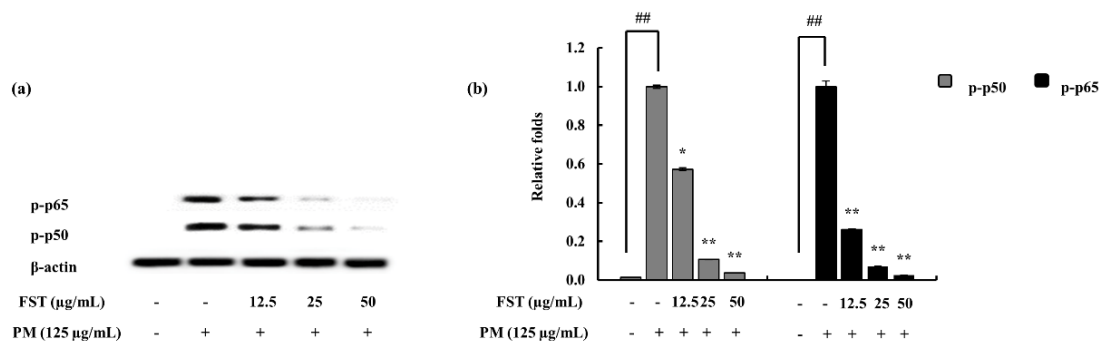 (a)
p-p65
p-p50
β-actin
FST (μg/mL) - - 12.5 25 50
PM (125 μg/mL) - + + + +
(b)
## ##
Relative folds
1.2
1.0
0.8
0.6
0.4
0.2
0.0
* ** **
** ** **
p-p50 p-p65
FST (μg/mL) - - 12.5 25 50 - - 12.5 25 50
PM (125 μg/mL) - + + + + - + + + +